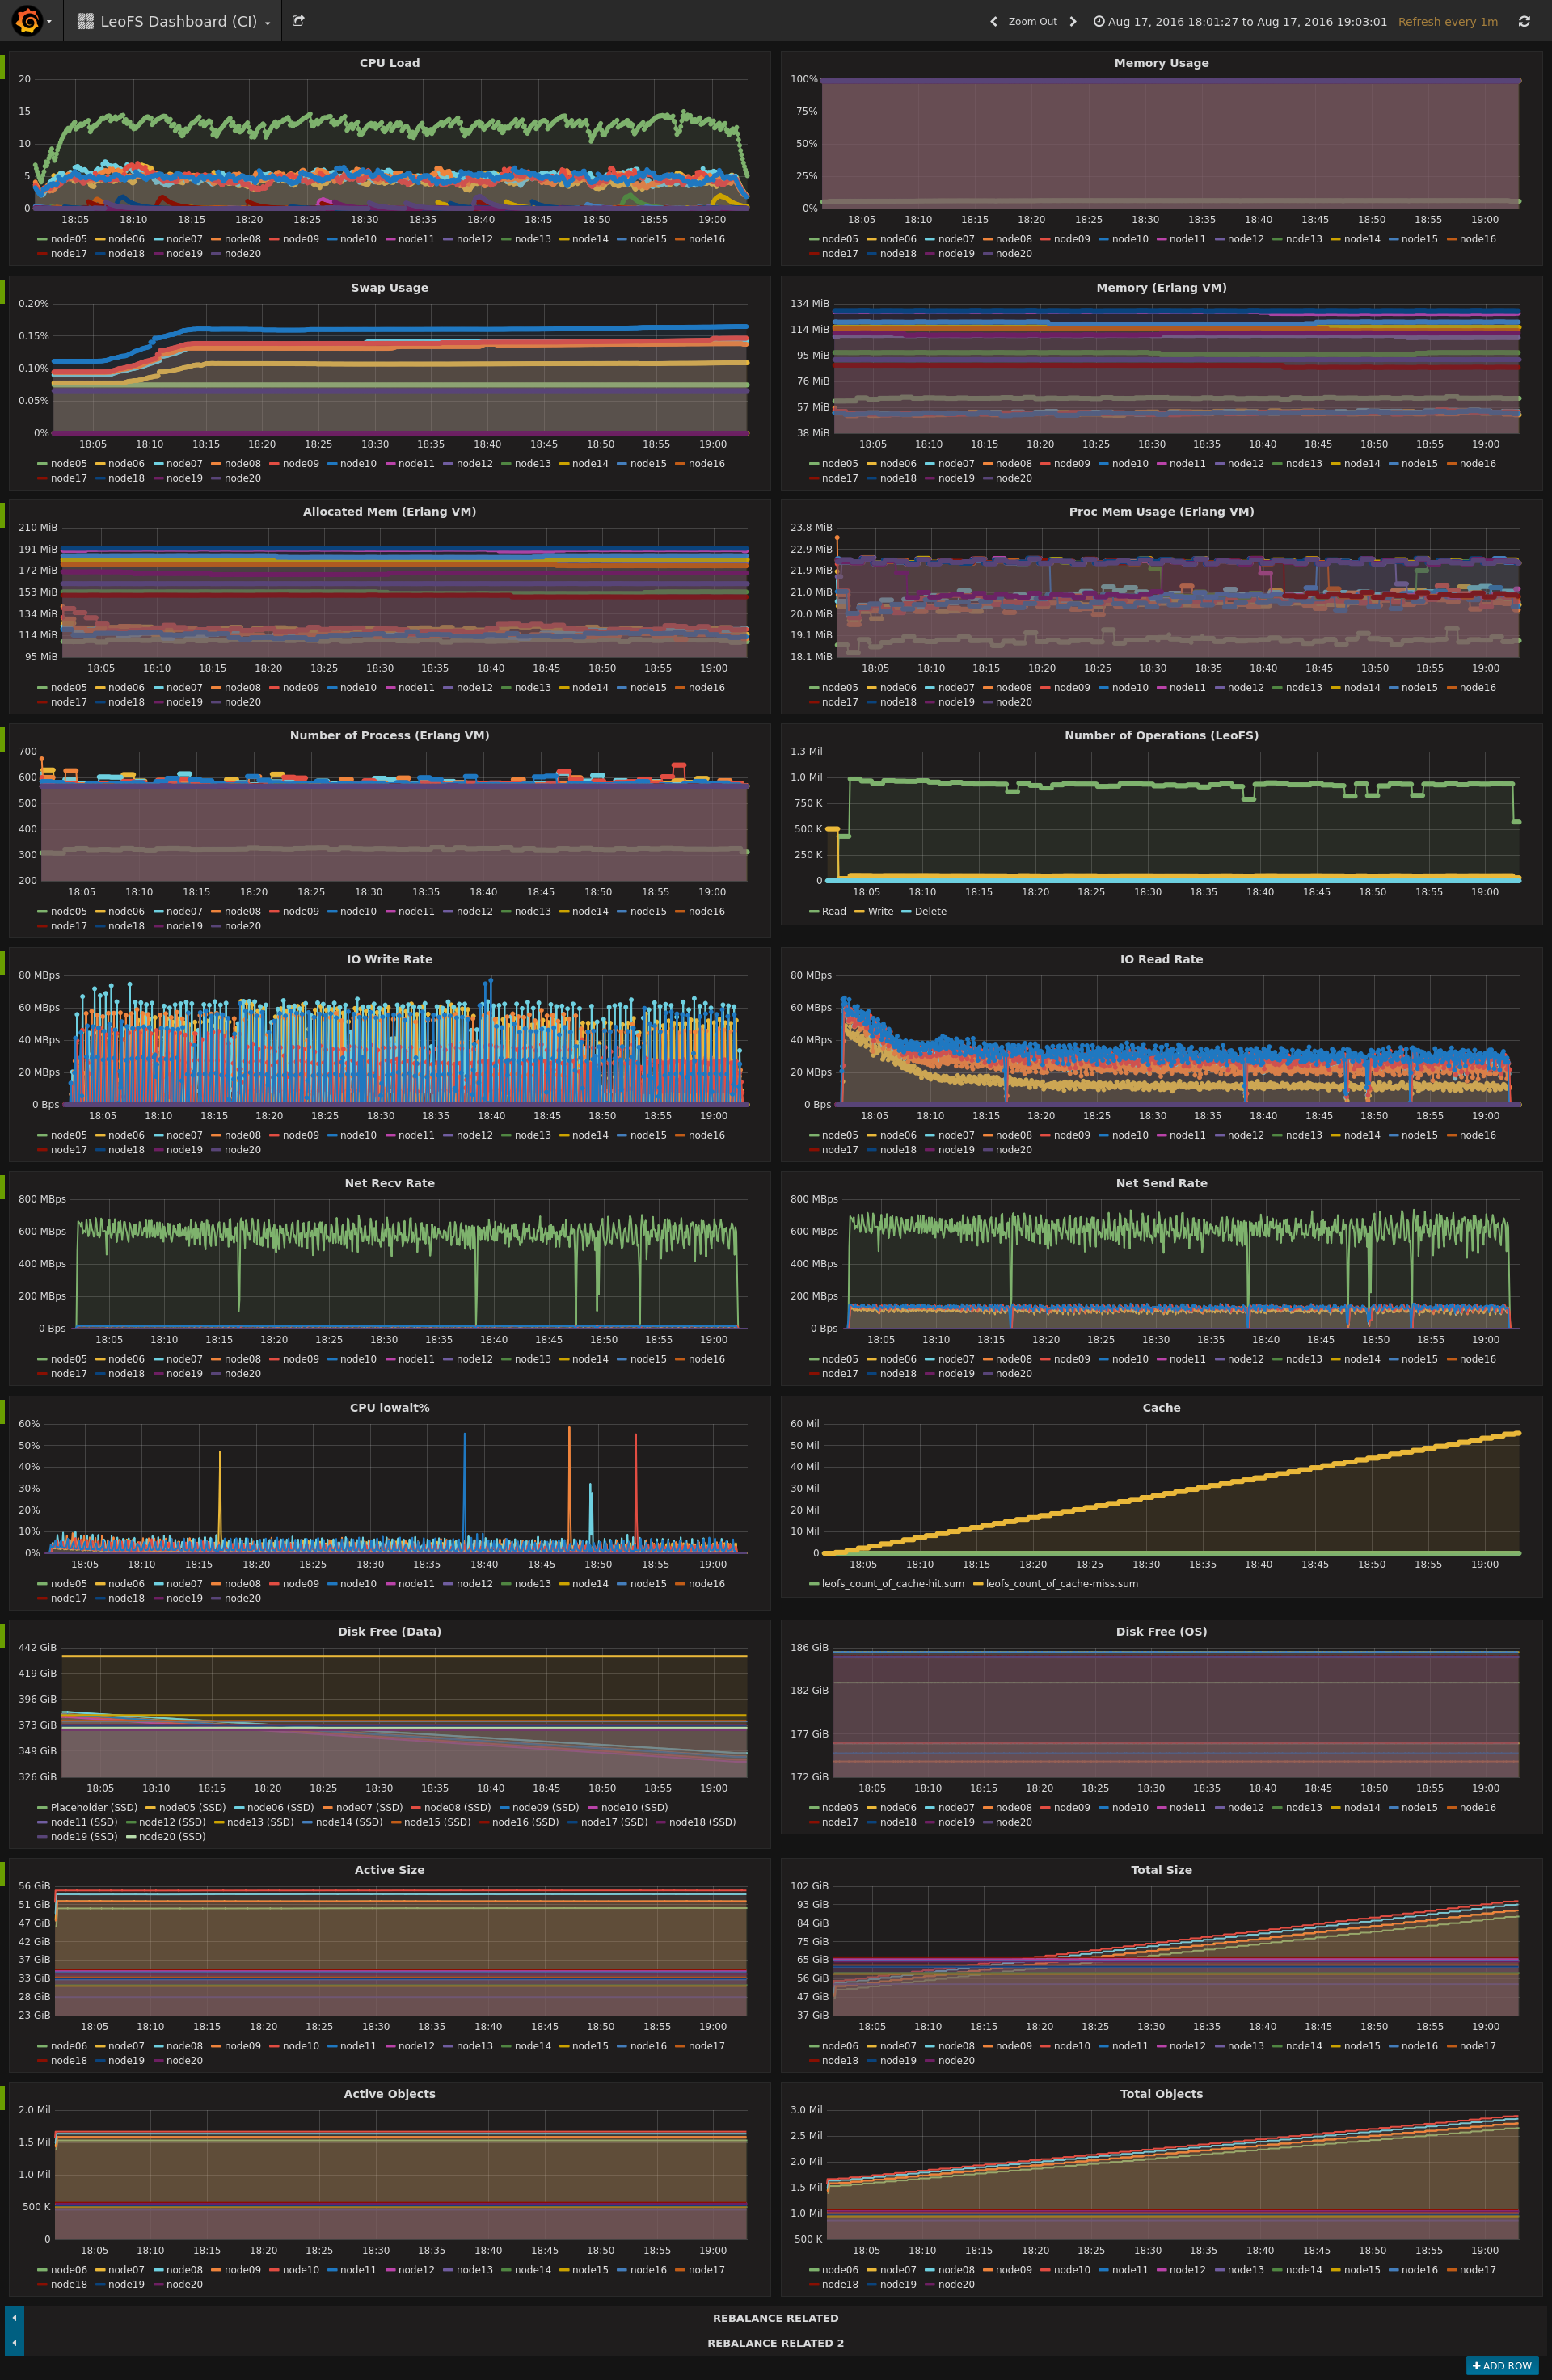 LeoFS Dashboard (CI)
Zoom Out
Aug 17, 2016 18:01:27 to Aug 17, 2016 19:03:01
Refresh every 1m
CPU Load
20
15
10
5
0
18:05 18:10 18:15 18:20 18:25 18:30 18:35 18:40 18:45 18:50 18:55 19:00
node05 node06 node07 node08 node09 node10 node11 node12 node13 node14 node15 node16
node17 node18 node19 node20
Memory Usage
100%
75%
50%
25%
0%
18:05 18:10 18:15 18:20 18:25 18:30 18:35 18:40 18:45 18:50 18:55 19:00
node05 node06 node07 node08 node09 node10 node11 node12 node13 node14 node15 node16
node17 node18 node19 node20
Swap Usage
0.20%
0.15%
0.10%
0.05%
0%
18:05 18:10 18:15 18:20 18:25 18:30 18:35 18:40 18:45 18:50 18:55 19:00
node05 node06 node07 node08 node09 node10 node11 node12 node13 node14 node15 node16
node17 node18 node19 node20
Memory (Erlang VM)
134 MiB
114 MiB
95 MiB
76 MiB
57 MiB
38 MiB
18:05 18:10 18:15 18:20 18:25 18:30 18:35 18:40 18:45 18:50 18:55 19:00
node05 node06 node07 node08 node09 node10 node11 node12 node13 node14 node15 node16
node17 node18 node19 node20
Allocated Mem (Erlang VM)
210 MiB
191 MiB
172 MiB
153 MiB
134 MiB
114 MiB
95 MiB
18:05 18:10 18:15 18:20 18:25 18:30 18:35 18:40 18:45 18:50 18:55 19:00
node05 node06 node07 node08 node09 node10 node11 node12 node13 node14 node15 node16
node17 node18 node19 node20
Proc Mem Usage (Erlang VM)
23.8 MiB
22.9 MiB
21.9 MiB
21.0 MiB
20.0 MiB
19.1 MiB
18.1 MiB
18:05 18:10 18:15 18:20 18:25 18:30 18:35 18:40 18:45 18:50 18:55 19:00
node05 node06 node07 node08 node09 node10 node11 node12 node13 node14 node15 node16
node17 node18 node19 node20
Number of Process (Erlang VM)
700
600
500
400
300
200
18:05 18:10 18:15 18:20 18:25 18:30 18:35 18:40 18:45 18:50 18:55 19:00
node05 node06 node07 node08 node09 node10 node11 node12 node13 node14 node15 node16
node17 node18 node19 node20
Number of Operations (LeoFS)
1.3 Mil
1.0 Mil
750 K
500 K
250 K
0
18:05 18:10 18:15 18:20 18:25 18:30 18:35 18:40 18:45 18:50 18:55 19:00
Read Write Delete
IO Write Rate
80 MBps
60 MBps
40 MBps
20 MBps
0 Bps
18:05 18:10 18:15 18:20 18:25 18:30 18:35 18:40 18:45 18:50 18:55 19:00
node05 node06 node07 node08 node09 node10 node11 node12 node13 node14 node15 node16
node17 node18 node19 node20
IO Read Rate
80 MBps
60 MBps
40 MBps
20 MBps
0 Bps
18:05 18:10 18:15 18:20 18:25 18:30 18:35 18:40 18:45 18:50 18:55 19:00
node05 node06 node07 node08 node09 node10 node11 node12 node13 node14 node15 node16
node17 node18 node19 node20
Net Recv Rate
800 MBps
600 MBps
400 MBps
200 MBps
0 Bps
18:05 18:10 18:15 18:20 18:25 18:30 18:35 18:40 18:45 18:50 18:55 19:00
node05 node06 node07 node08 node09 node10 node11 node12 node13 node14 node15 node16
node17 node18 node19 node20
Net Send Rate
800 MBps
600 MBps
400 MBps
200 MBps
0 Bps
18:05 18:10 18:15 18:20 18:25 18:30 18:35 18:40 18:45 18:50 18:55 19:00
node05 node06 node07 node08 node09 node10 node11 node12 node13 node14 node15 node16
node17 node18 node19 node20
CPU iowait%
60%
50%
40%
30%
20%
10%
0%
18:05 18:10 18:15 18:20 18:25 18:30 18:35 18:40 18:45 18:50 18:55 19:00
node05 node06 node07 node08 node09 node10 node11 node12 node13 node14 node15 node16
node17 node18 node19 node20
Cache
60 Mil
50 Mil
40 Mil
30 Mil
20 Mil
10 Mil
0
18:05 18:10 18:15 18:20 18:25 18:30 18:35 18:40 18:45 18:50 18:55 19:00
leofs_count_of_cache-hit.sum leofs_count_of_cache-miss.sum
Disk Free (Data)
442 GiB
419 GiB
396 GiB
373 GiB
349 GiB
326 GiB
18:05 18:10 18:15 18:20 18:25 18:30 18:35 18:40 18:45 18:50 18:55 19:00
Placeholder (SSD) node05 (SSD) node06 (SSD) node07 (SSD) node08 (SSD) node09 (SSD) node10 (SSD)
node11 (SSD) node12 (SSD) node13 (SSD) node14 (SSD) node15 (SSD) node16 (SSD) node17 (SSD) node18 (SSD)
node19 (SSD) node20 (SSD)
Disk Free (OS)
186 GiB
182 GiB
177 GiB
172 GiB
18:05 18:10 18:15 18:20 18:25 18:30 18:35 18:40 18:45 18:50 18:55 19:00
node05 node06 node07 node08 node09 node10 node11 node12 node13 node14 node15 node16
node17 node18 node19 node20
Active Size
56 GiB
51 GiB
47 GiB
42 GiB
37 GiB
33 GiB
28 GiB
23 GiB
18:05 18:10 18:15 18:20 18:25 18:30 18:35 18:40 18:45 18:50 18:55 19:00
node06 node07 node08 node09 node10 node11 node12 node13 node14 node15 node16 node17
node18 node19 node20
Total Size
102 GiB
93 GiB
84 GiB
75 GiB
65 GiB
56 GiB
47 GiB
37 GiB
18:05 18:10 18:15 18:20 18:25 18:30 18:35 18:40 18:45 18:50 18:55 19:00
node06 node07 node08 node09 node10 node11 node12 node13 node14 node15 node16 node17
node18 node19 node20
Active Objects
2.0 Mil
1.5 Mil
1.0 Mil
500 K
0
18:05 18:10 18:15 18:20 18:25 18:30 18:35 18:40 18:45 18:50 18:55 19:00
node06 node07 node08 node09 node10 node11 node12 node13 node14 node15 node16 node17
node18 node19 node20
Total Objects
3.0 Mil
2.5 Mil
2.0 Mil
1.5 Mil
1.0 Mil
500 K
18:05 18:10 18:15 18:20 18:25 18:30 18:35 18:40 18:45 18:50 18:55 19:00
node06 node07 node08 node09 node10 node11 node12 node13 node14 node15 node16 node17
node18 node19 node20
REBALANCE RELATED
REBALANCE RELATED 2
+ ADD ROW